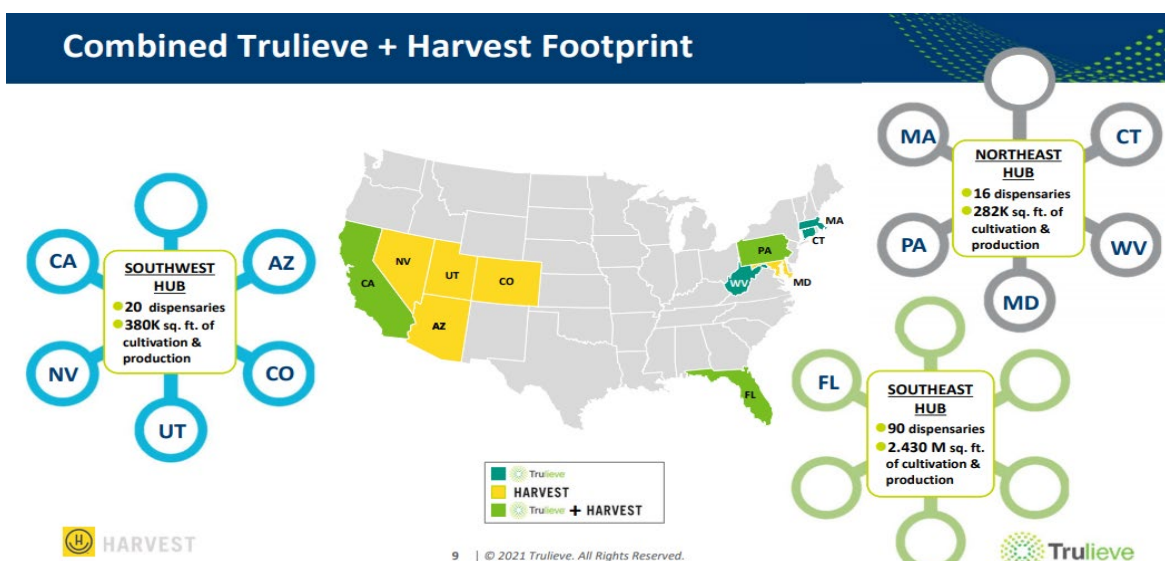 Combined Trulieve + Harvest Footprint
CA
AZ
NV
CO
UT
SOUTHWEST
HUB
20 dispensaries
380K sq. ft. of
cultivation &
production
CA
NV
UT
CO
AZ
PA
WV
MD
MA
CT
FL
MA
CT
PA
WV
MD
NORTHEAST
HUB
16 dispensaries
282K sq. ft. of
cultivation &
production
FL
SOUTHEAST
HUB
90 dispensaries
2.430 M sq. ft.
of cultivation &
production
Trulieve
HARVEST
Trulieve + HARVEST
H HARVEST
9 | © 2021 Trulieve. All Rights Reserved.
Trulieve